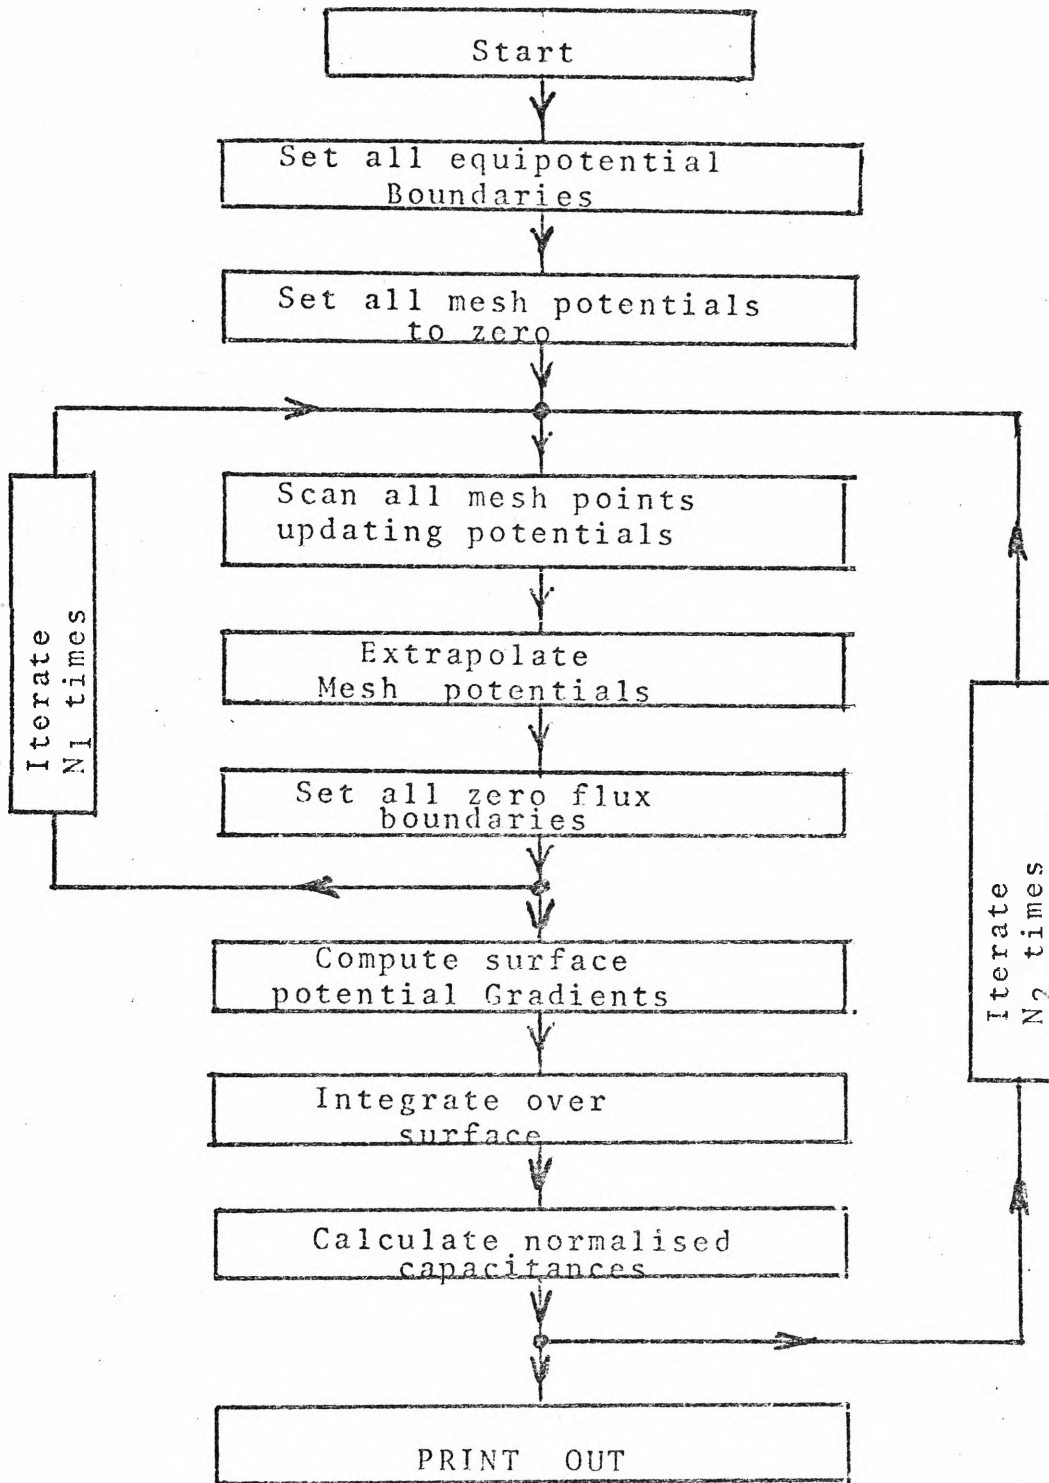 Start
Set all equipotential
Boundaries
Set all mesh potentials
to zero
Scan all mesh points
updating potentials
Extrapolate
Mesh potentials
Set all zero flux
boundaries
Iterate
N1 times
Compute surface
potential Gradients
Integrate over
surface
Calculate normalised
capacitances
Iterate
N2 times
PRINT OUT